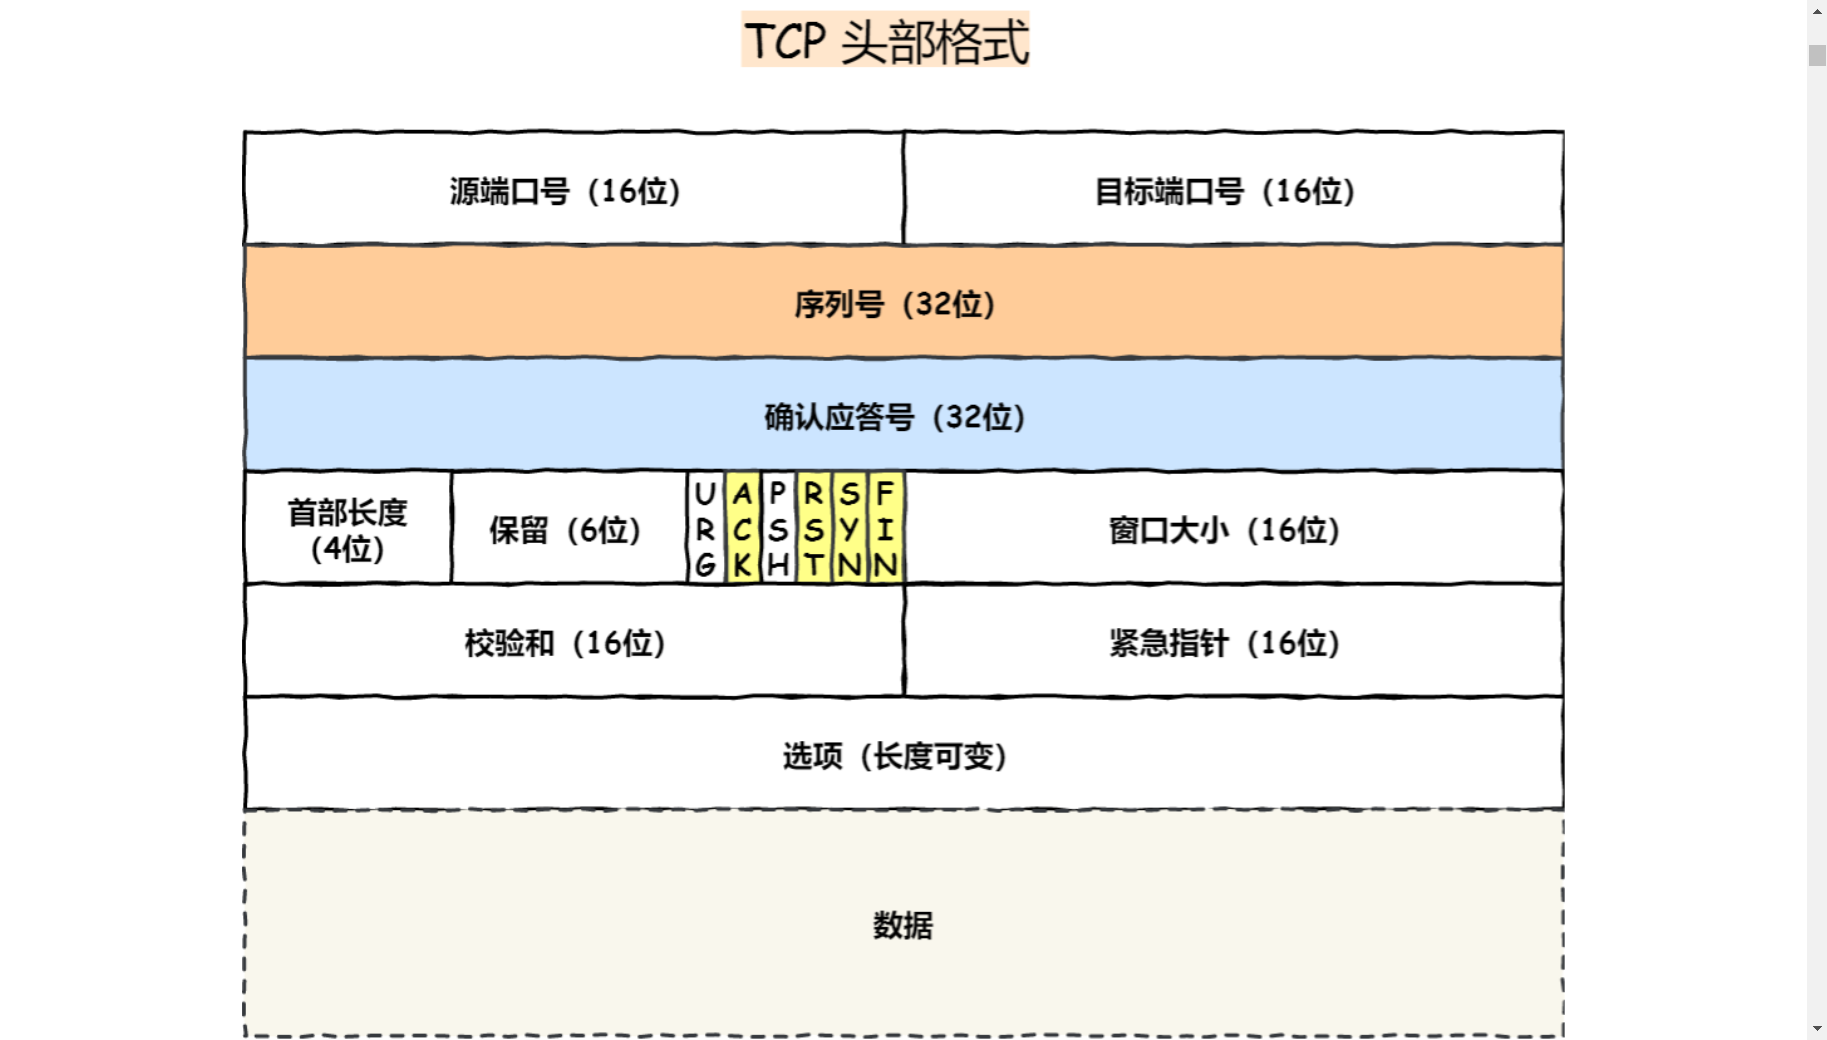 TCP 头部格式
源端口号（16位）
目标端口号（16位）
序列号（32位）
确认应答号（32位）
首部长度
（4位）
保留（6位）
URG
ACK
PSH
RST
SYN
FIN
窗口大小（16位）
校验和（16位）
紧急指针（16位）
选项（长度可变）
数据